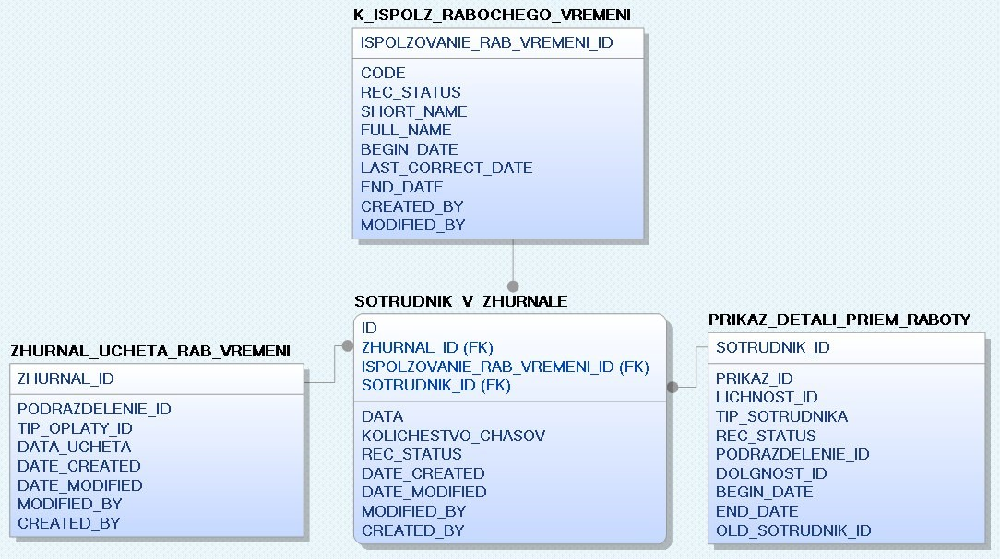 K_ISPOLZ_RABOCHEGO_VREMENI
ISPOLZOVANIE_RAB_VREMENI_ID
CODE
REC_STATUS
SHORT_NAME
FULL_NAME
BEGIN_DATE
LAST_CORRECT_DATE
END_DATE
CREATED_BY
MODIFIED_BY
ZHURNAL_UCHETA_RAB_VREMENI
ZHURNAL_ID
PODRAZDELENIE_ID
TIP_OPLATY_ID
DATA_UCHETA
DATE_CREATED
DATE_MODIFIED
MODIFIED_BY
CREATED_BY
SOTRUDNIK_V_ZHURNALE
ID
ZHURNAL_ID (FK)
ISPOLZOVANIE_RAB_VREMENI_ID (FK)
SOTRUDNIK_ID (FK)
DATA
KOLICHESTVO_CHASOV
REC_STATUS
DATE_CREATED
DATE_MODIFIED
MODIFIED_BY
CREATED_BY
PRIKAZ_DETALI_PRIEM_RABOTY
SOTRUDNIK_ID
PRIKAZ_ID
LICHNOST_ID
TIP_SOTRUDNIKA
REC_STATUS
PODRAZDELENIE_ID
DOLGNOST_ID
BEGIN_DATE
END_DATE
OLD_SOTRUDNIK_ID